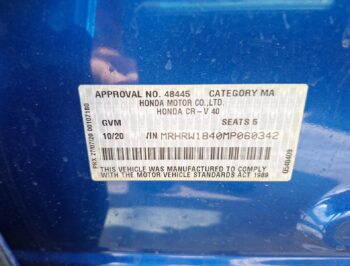 APPROVAL NO. 48445 CATEGORY MA
HONDA MOTOR CO.,LTD.
HONDA CR-V 40
GVM SEATS 5
10/20 VIN MRHRW1840MP060342
THIS VEHICLE WAS MANUFACTURED TO COMPLY
WITH THE MOTOR VEHICLE STANDARDS ACT 1989
0540409